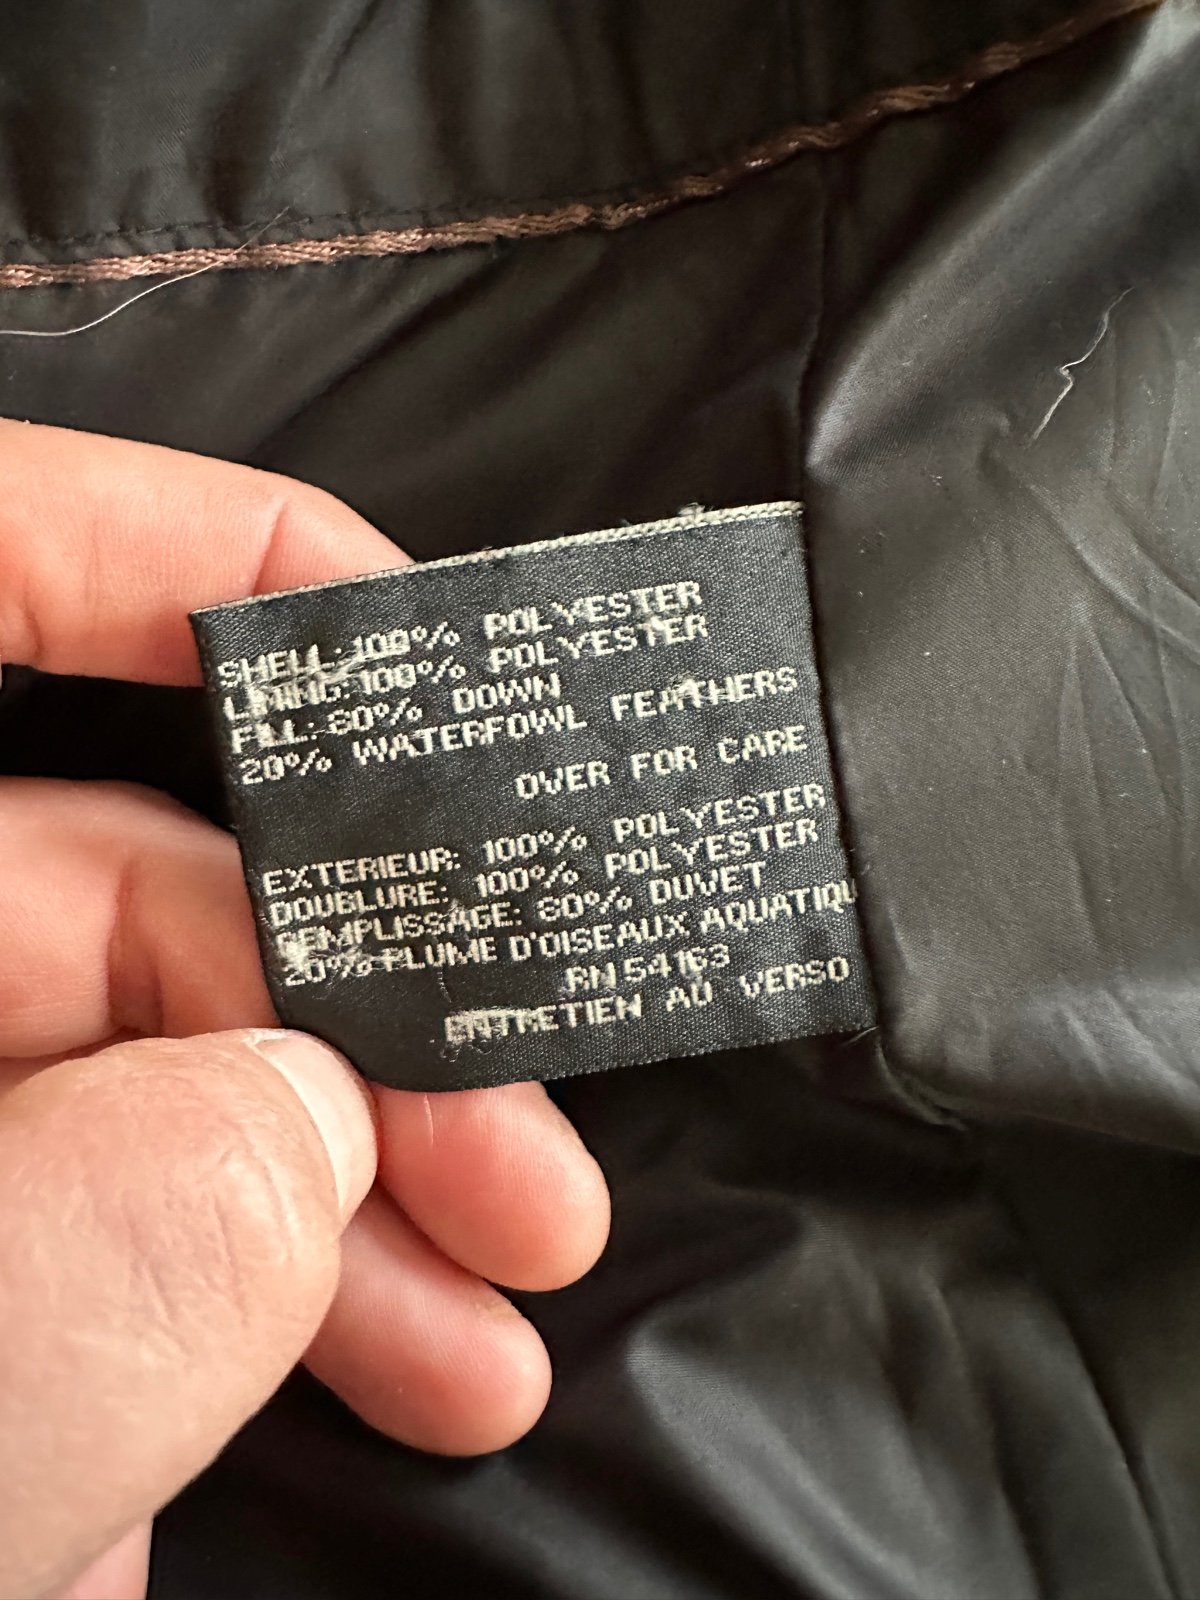 SHELL: 100% POLYESTER
LINING: 100% POLYESTER
FILL: 80% DOWN
20% WATERFOWL FEATHERS
OVER FOR CARE
EXTERIEUR: 100% POLYESTER
DOUBLURE: 100% POLYESTER
REMPLISSAGE: 80% DUVET
20% PLUME D'OISEAUX AQUATIQU
RN 54163
ENTRETIEN AU VERSO